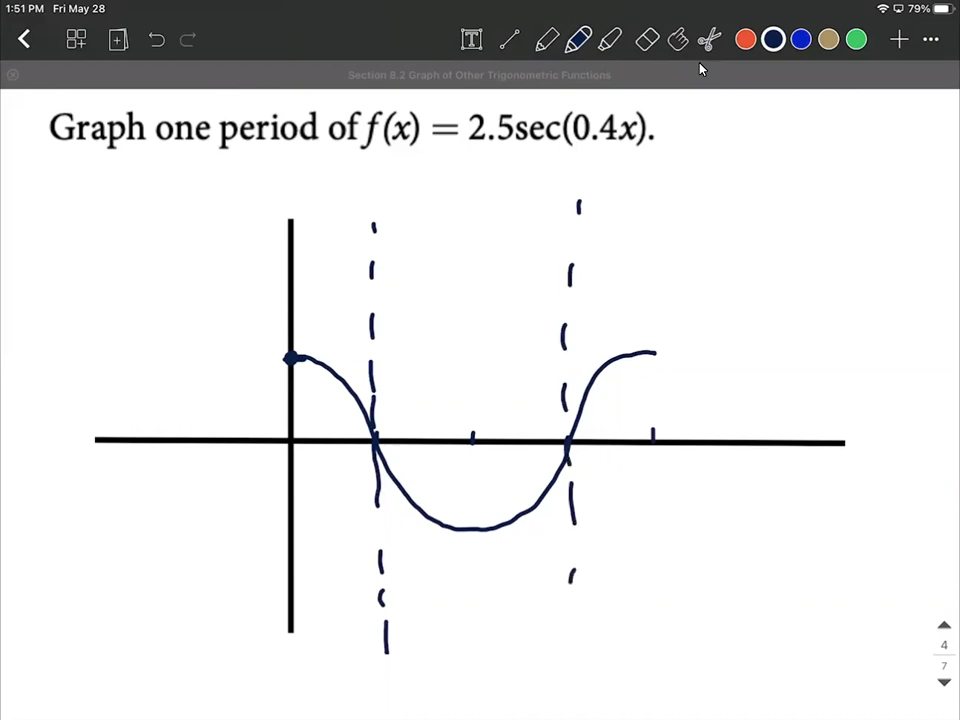 1:51 PM Fri May 28
79%
T
Section 8.2 Graph of Other Trigonometric Functions
Graph one period of f(x) = 2.5sec(0.4x).
4
7